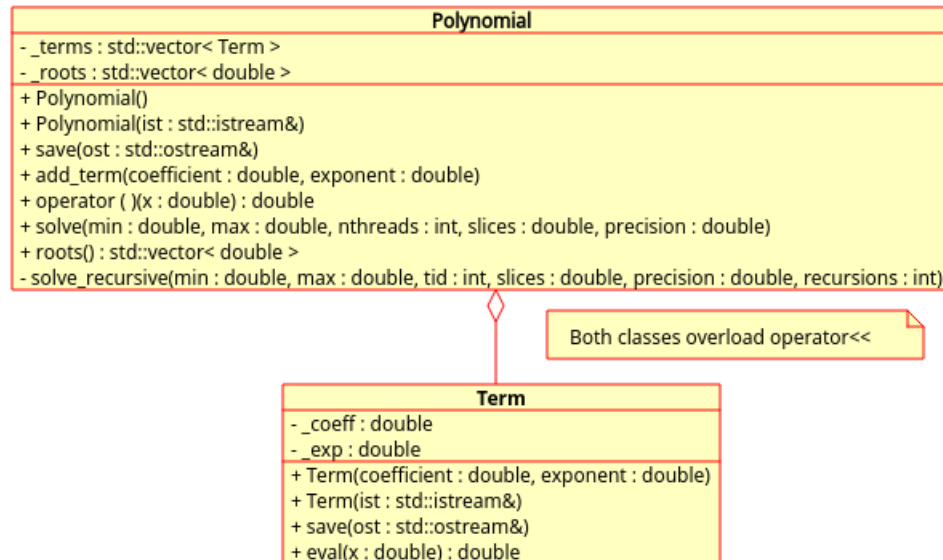 Polynomial
- _terms : std::vector< Term >
- _roots : std::vector< double >
+ Polynomial()
+ Polynomial(ist : std::istream&)
+ save(ost : std::ostream&)
+ add_term(coefficient : double, exponent : double)
+ operator ( )(x : double) : double
+ solve(min : double, max : double, nthreads : int, slices : double, precision : double)
+ roots() : std::vector< double >
- solve_recursive(min : double, max : double, tid : int, slices : double, precision : double, recursions : int)
Both classes overload operator<<
Term
- _coeff : double
- _exp : double
+ Term(coefficient : double, exponent : double)
+ Term(ist : std::istream&)
+ save(ost : std::ostream&)
+ eval(x : double) : double